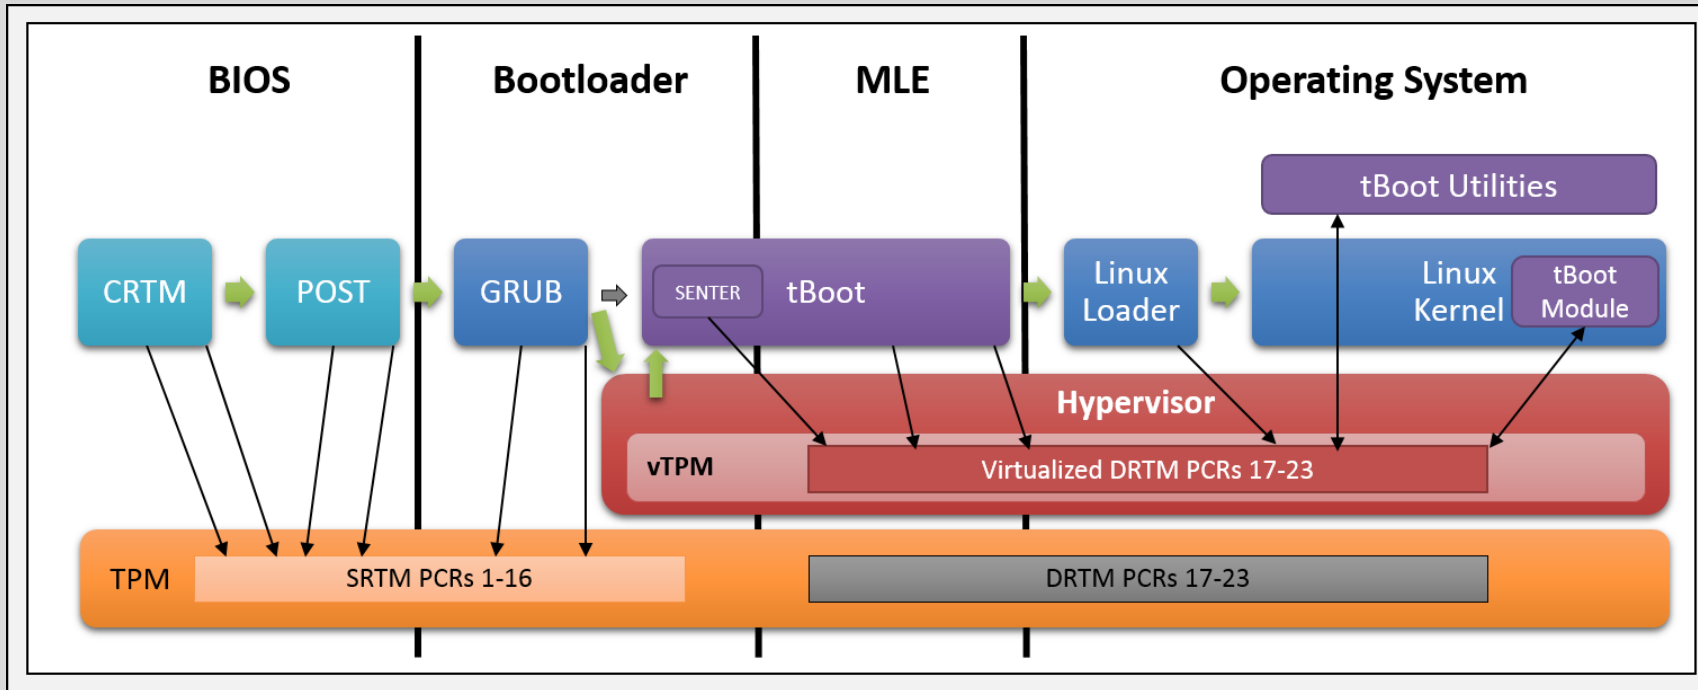 BIOS
Bootloader
MLE
Operating System
tBoot Utilities
CRTM
POST
GRUB
SENTER
tBoot
Linux
Loader
Linux
Kernel
tBoot
Module
Hypervisor
vTPM
Virtualized DRTM PCRs 17-23
TPM
SRTM PCRs 1-16
DRTM PCRs 17-23